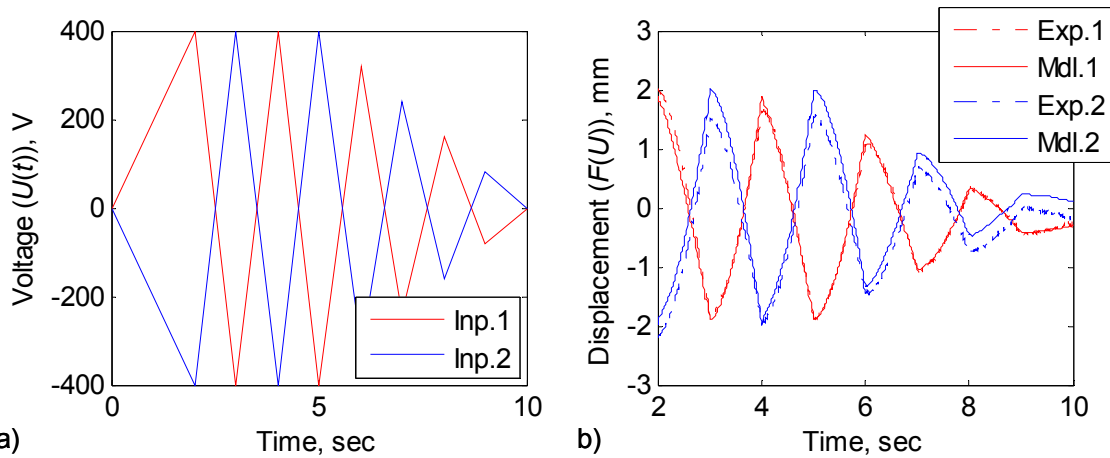 400
200
0
-200
-400
Voltage (U(t)), V
Inp.1
Inp.2
0
5
10
a)
Time, sec
3
2
1
0
-1
-2
-3
Displacement (F(U)), mm
Exp.1
Mdl.1
Exp.2
Mdl.2
2
4
6
8
10
b)
Time, sec